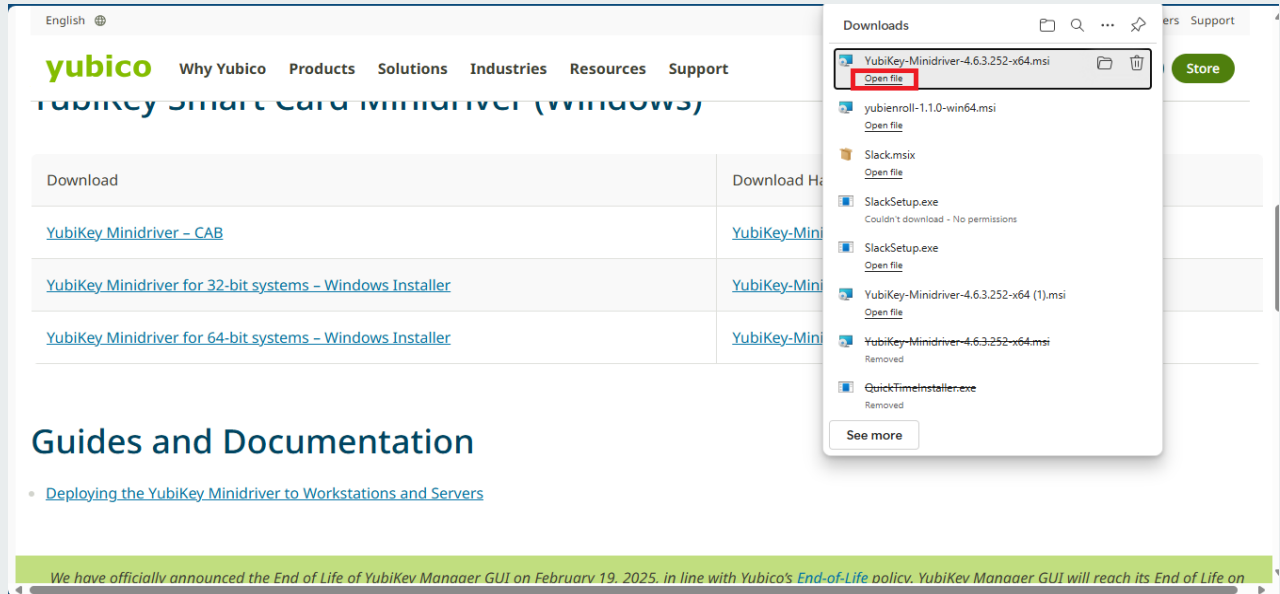 English
ers Support
yubico
Why Yubico Products Solutions Industries Resources Support
Store
YubiKey Smart Card Minidriver (Windows)
Download
Download Ha
YubiKey Minidriver – CAB
YubiKey-Mini
YubiKey Minidriver for 32-bit systems – Windows Installer
YubiKey-Mini
YubiKey Minidriver for 64-bit systems – Windows Installer
YubiKey-Mini
Guides and Documentation
Deploying the YubiKey Minidriver to Workstations and Servers
We have officially announced the End of Life of YubiKey Manager GUI on February 19, 2025, in line with Yubico's End-of-Life policy. YubiKey Manager GUI will reach its End of Life on
Downloads
YubiKey-Minidriver-4.6.3.252-x64.msi
Open file
yubienroll-1.1.0-win64.msi
Open file
Slack.msix
Open file
SlackSetup.exe
Couldn't download - No permissions
SlackSetup.exe
Open file
YubiKey-Minidriver-4.6.3.252-x64 (1).msi
Open file
YubiKey-Minidriver-4.6.3.252-x64.msi
Removed
QuickTimeInstaller.exe
Removed
See more